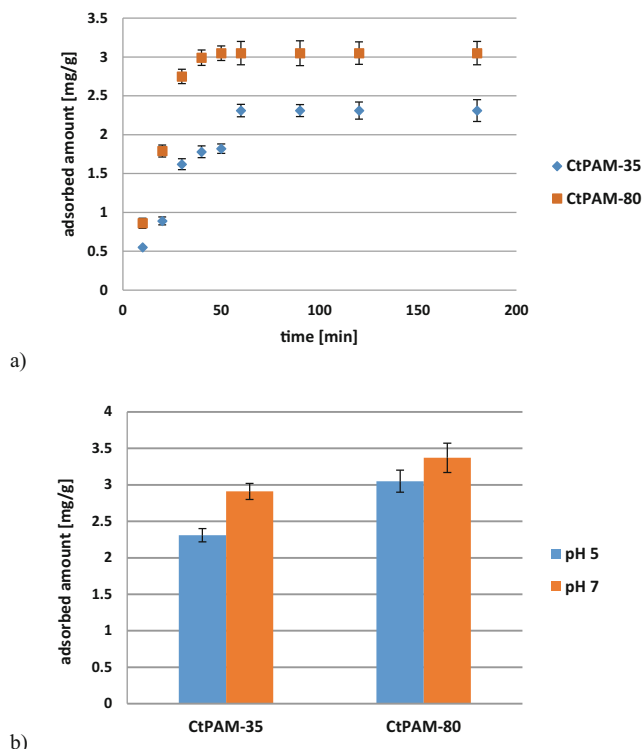 3.5
3
2.5
2
1.5
1
0.5
0
adsorbed amount [mg/g]
0 50 100 150 200
time [min]
CtPAM-35
CtPAM-80
a)
4
3.5
3
2.5
2
1.5
1
0.5
0
adsorbed amount [mg/g]
CtPAM-35 CtPAM-80
pH 5
pH 7
b)